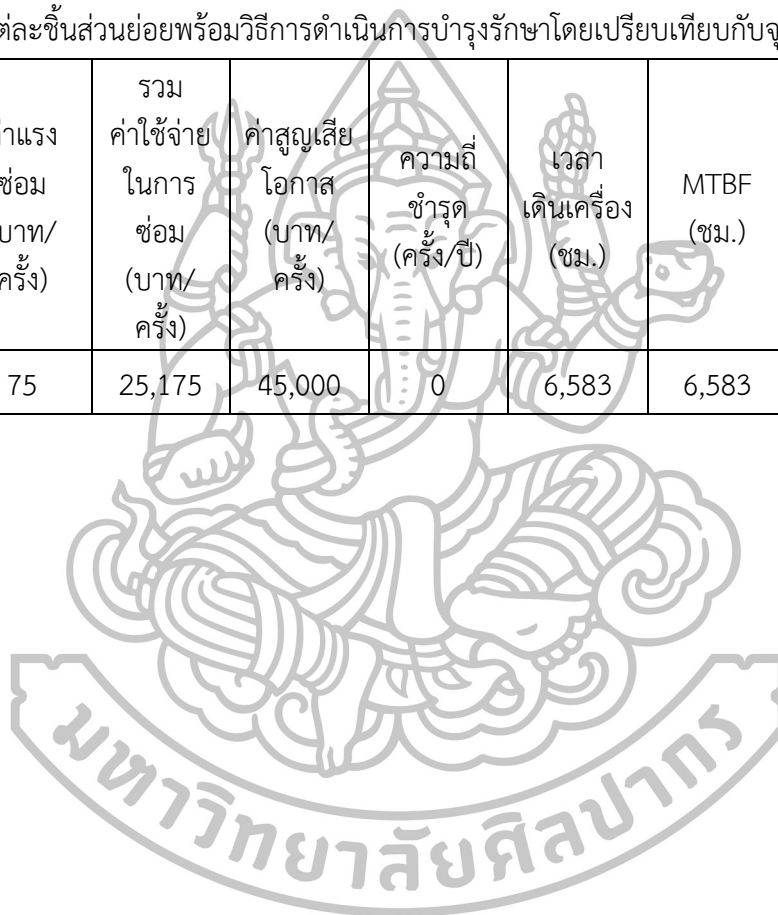 ต่ละชิ้นส่วนย่อยพร้อมวิธีการดำเนินการบำรุงรักษาโดยเปรียบเทียบกับจุ
าแรง
ซ่อม
บาท/
ครั้ง)
รวม
ค่าใช้จ่าย
ในการ
ซ่อม
(บาท/
ครั้ง)
ค่าสูญเสีย
โอกาส
(บาท/
ครั้ง)
ความถี่
ชำรุด
(ครั้ง/ปี)
เวลา
เดินเครื่อง
(ชม.)
MTBF
(ชม.)
75 25,175 45,000 0 6,583 6,583
มหาวิทยาลัยศิลปากร